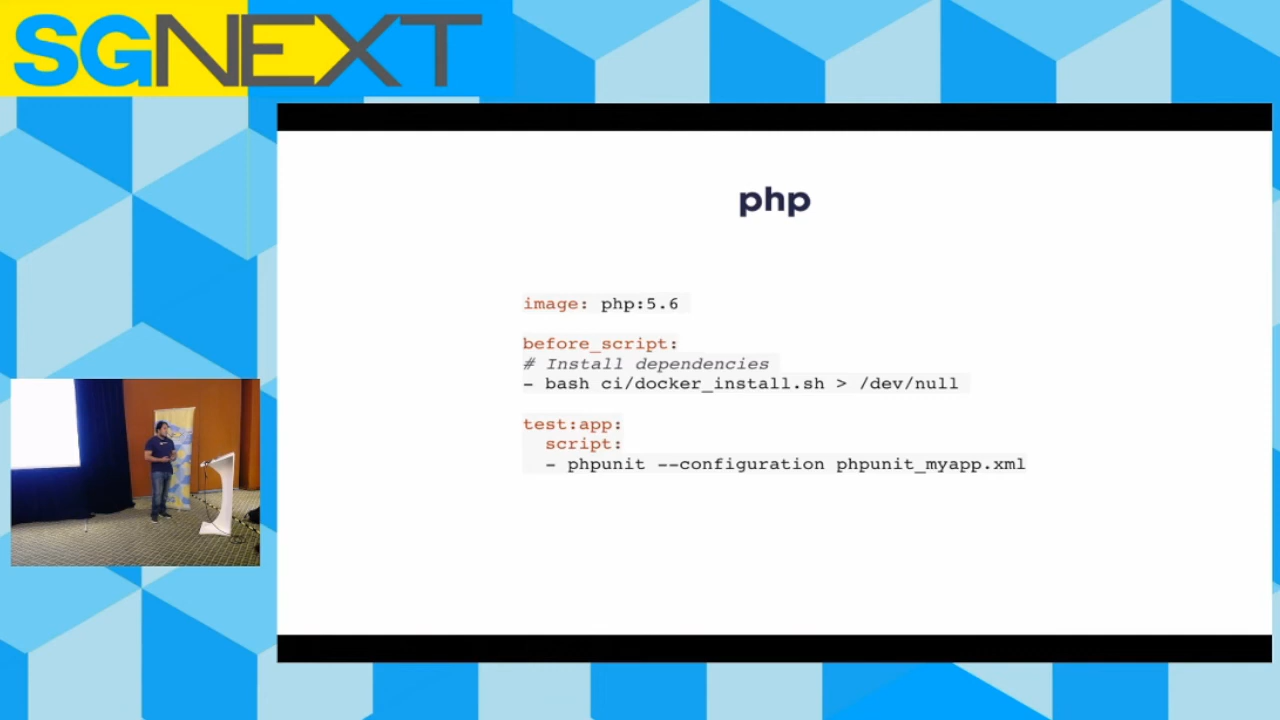 SGNEXT
php
image: php:5.6
before_script:
# Install dependencies
- bash ci/docker_install.sh > /dev/null
test:app:
script:
- phpunit --configuration phpunit_myapp.xml